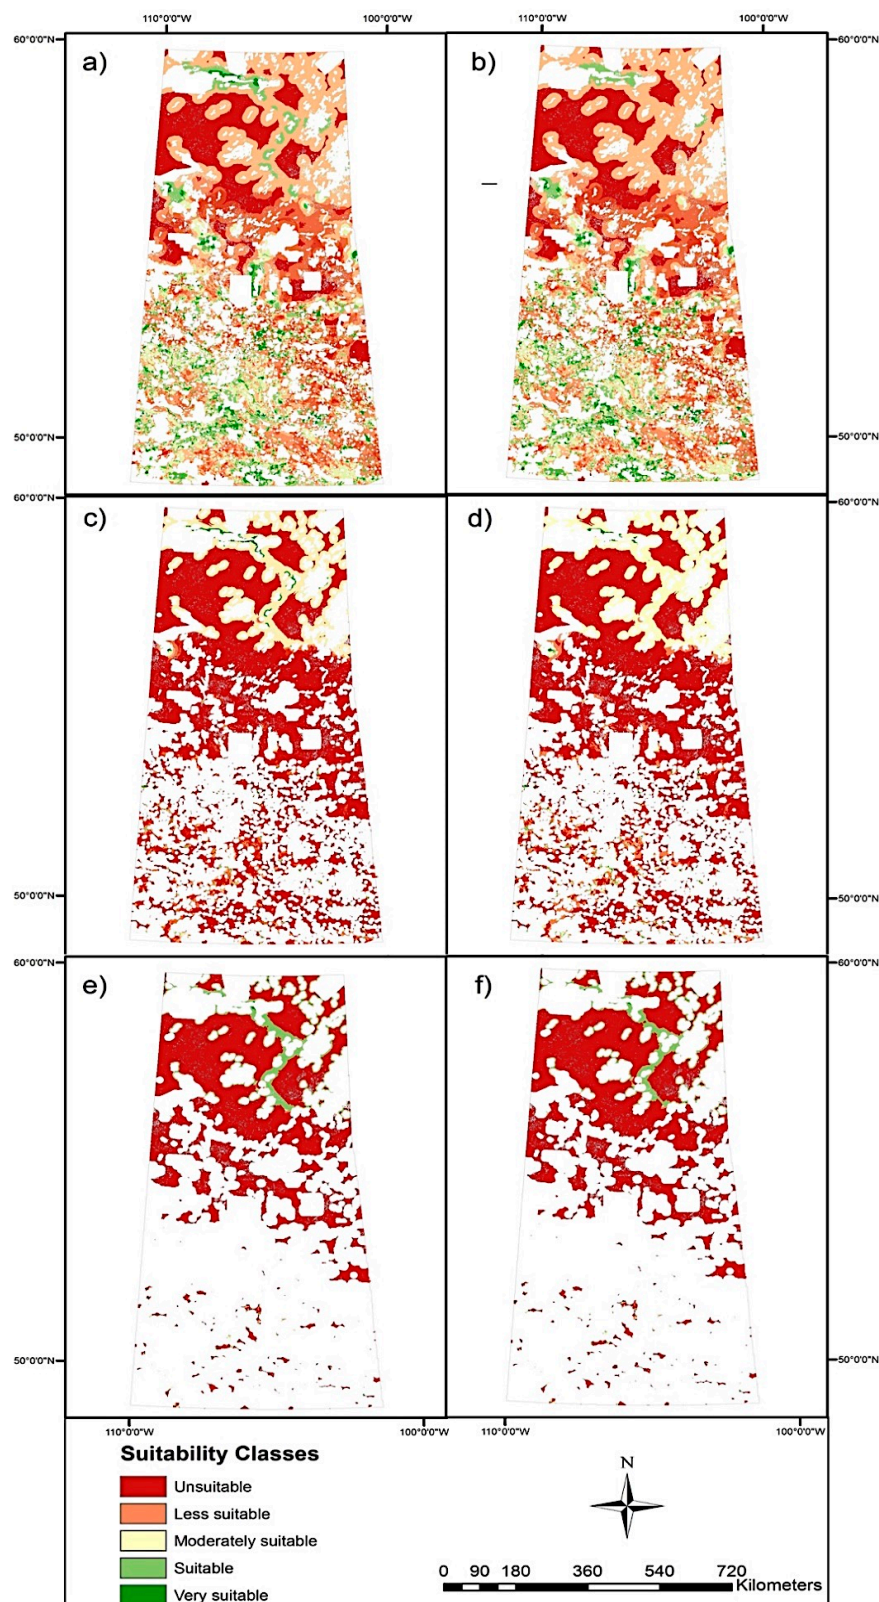 110°0'0"W 100°0'0"W 110°0'0"W 100°0'0"W
60°0'0"N 60°0'0"N
a) b)
50°0'0"N 50°0'0"N
60°0'0"N 60°0'0"N
c) d)
50°0'0"N 50°0'0"N
60°0'0"N 60°0'0"N
e) f)
50°0'0"N 50°0'0"N
110°0'0"W 100°0'0"W 110°0'0"W 100°0'0"W
Suitability Classes
Unsuitable
Less suitable
Moderately suitable
Suitable
Very suitable
N
0 90 180 360 540 720
Kilometers